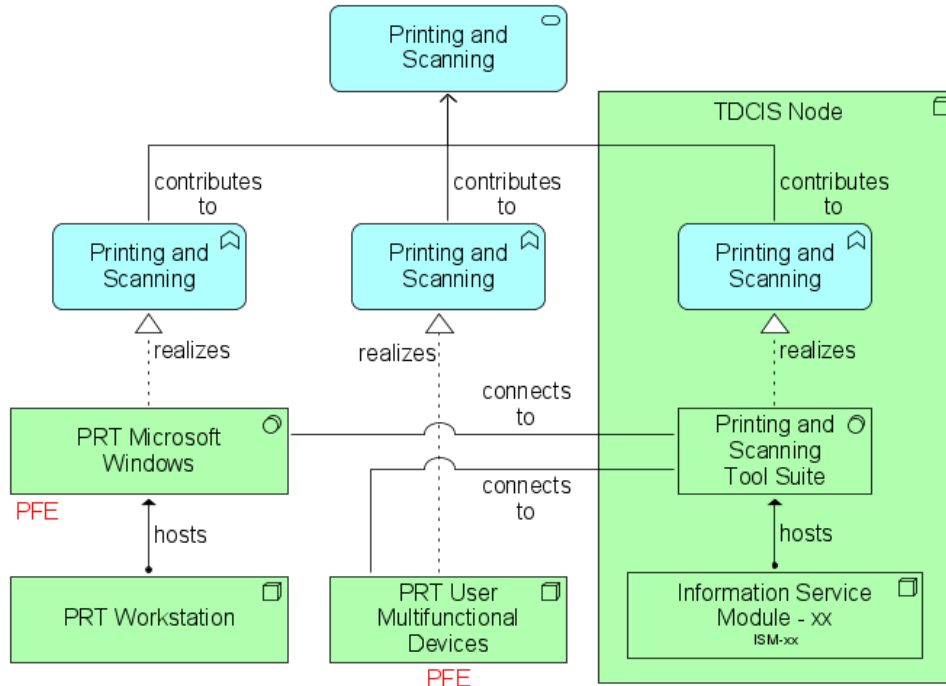 Printing and
Scanning
TDCIS Node
contributes
to
contributes
to
contributes
to
Printing and
Scanning
Printing and
Scanning
Printing and
Scanning
realizes
realizes
realizes
connects
to
PRT Microsoft
Windows
Printing and
Scanning
Tool Suite
connects
to
PFE
hosts
hosts
PRT Workstation
PRT User
Multifunctional
Devices
Information Service
Module - xx
ISM-xx
PFE